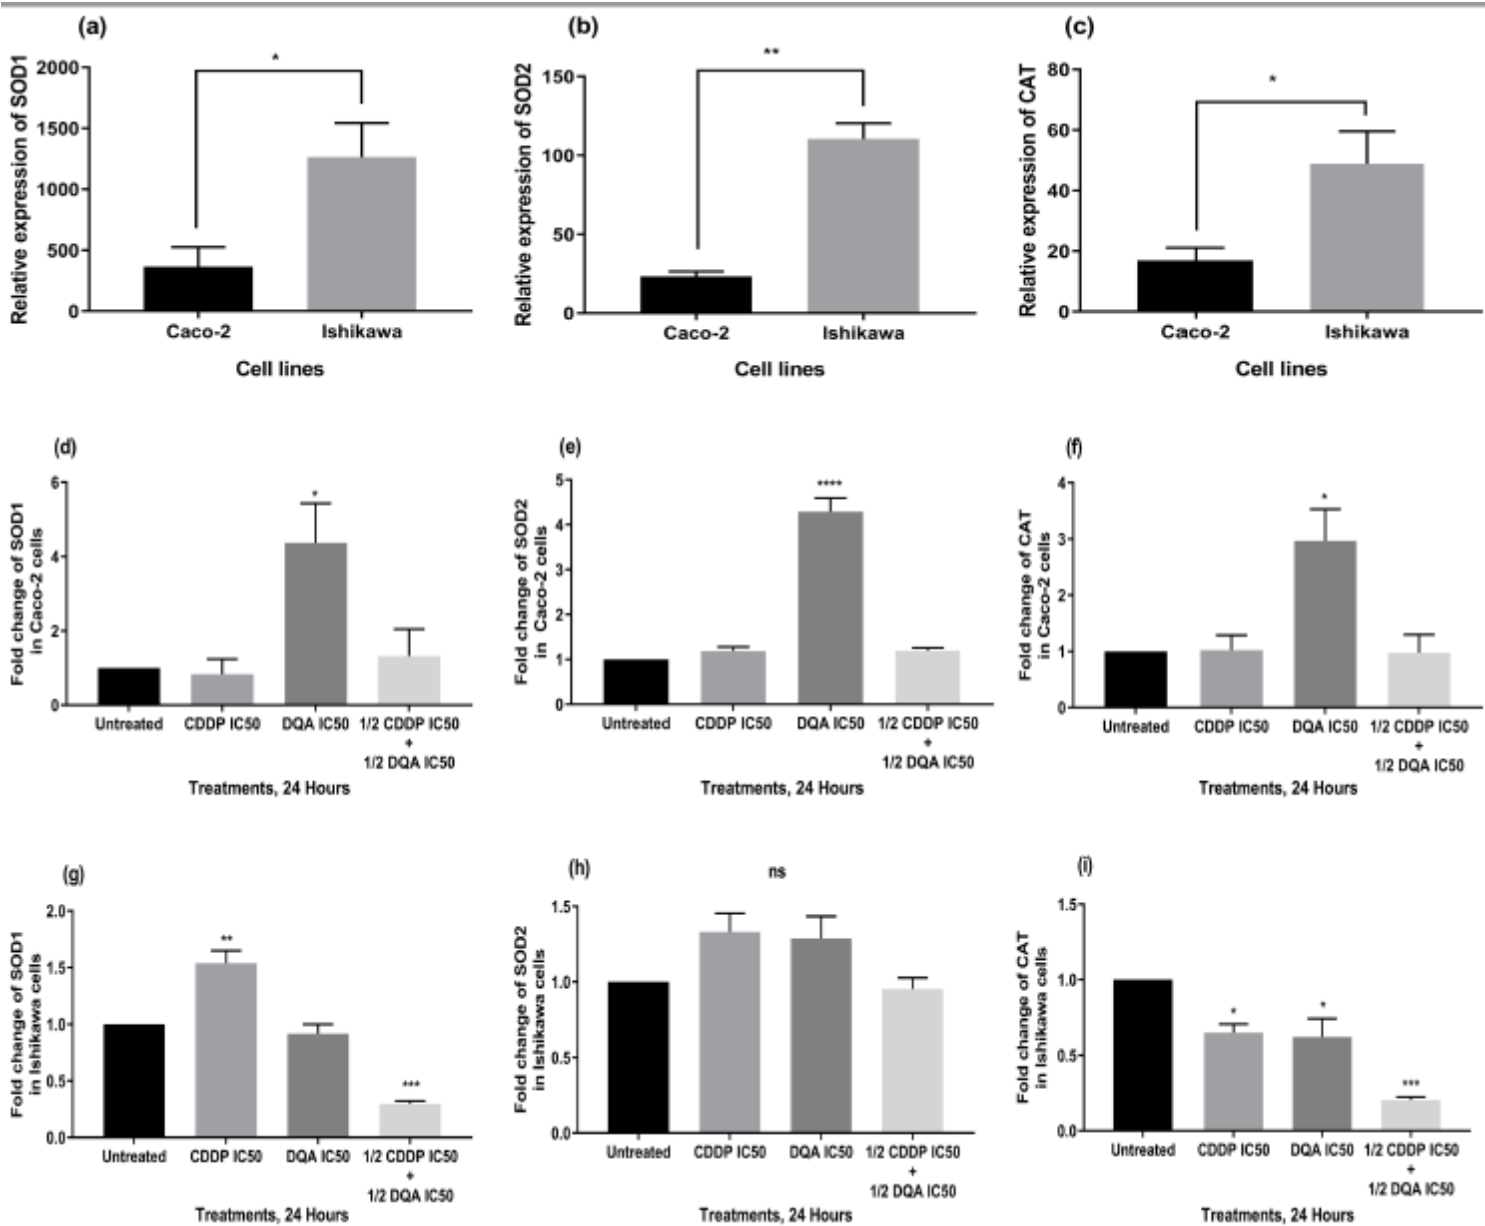 (a)
Relative expression of SOD1
2000
1500
1000
500
0
*
Caco-2
Ishikawa
Cell lines
(b)
Relative expression of SOD2
150
100
50
0
**
Caco-2
Ishikawa
Cell lines
(c)
Relative expression of CAT
80
60
40
20
0
*
Caco-2
Ishikawa
Cell lines
(d)
Fold change of SOD1
in Caco-2 cells
6
4
2
0
*
Untreated
CDDP IC50
DQA IC50
1/2 CDDP IC50
+
1/2 DQA IC50
Treatments, 24 Hours
(e)
Fold change of SOD2
in Caco-2 cells
5
4
3
2
1
0
****
Untreated
CDDP IC50
DQA IC50
1/2 CDDP IC50
+
1/2 DQA IC50
Treatments, 24 Hours
(f)
Fold change of CAT
in Caco-2 cells
4
3
2
1
0
*
Untreated
CDDP IC50
DQA IC50
1/2 CDDP IC50
+
1/2 DQA IC50
Treatments, 24 Hours
(g)
Fold change of SOD1
in Ishikawa cells
2.0
1.5
1.0
0.5
0.0
**
***
Untreated
CDDP IC50
DQA IC50
1/2 CDDP IC50
+
1/2 DQA IC50
Treatments, 24 Hours
(h)
ns
Fold change of SOD2
in Ishikawa cells
1.5
1.0
0.5
0.0
Untreated
CDDP IC50
DQA IC50
1/2 CDDP IC50
+
1/2 DQA IC50
Treatments, 24 Hours
(i)
Fold change of CAT
in Ishikawa cells
1.5
1.0
0.5
0.0
*
*
***
Untreated
CDDP IC50
DQA IC50
1/2 CDDP IC50
+
1/2 DQA IC50
Treatments, 24 Hours